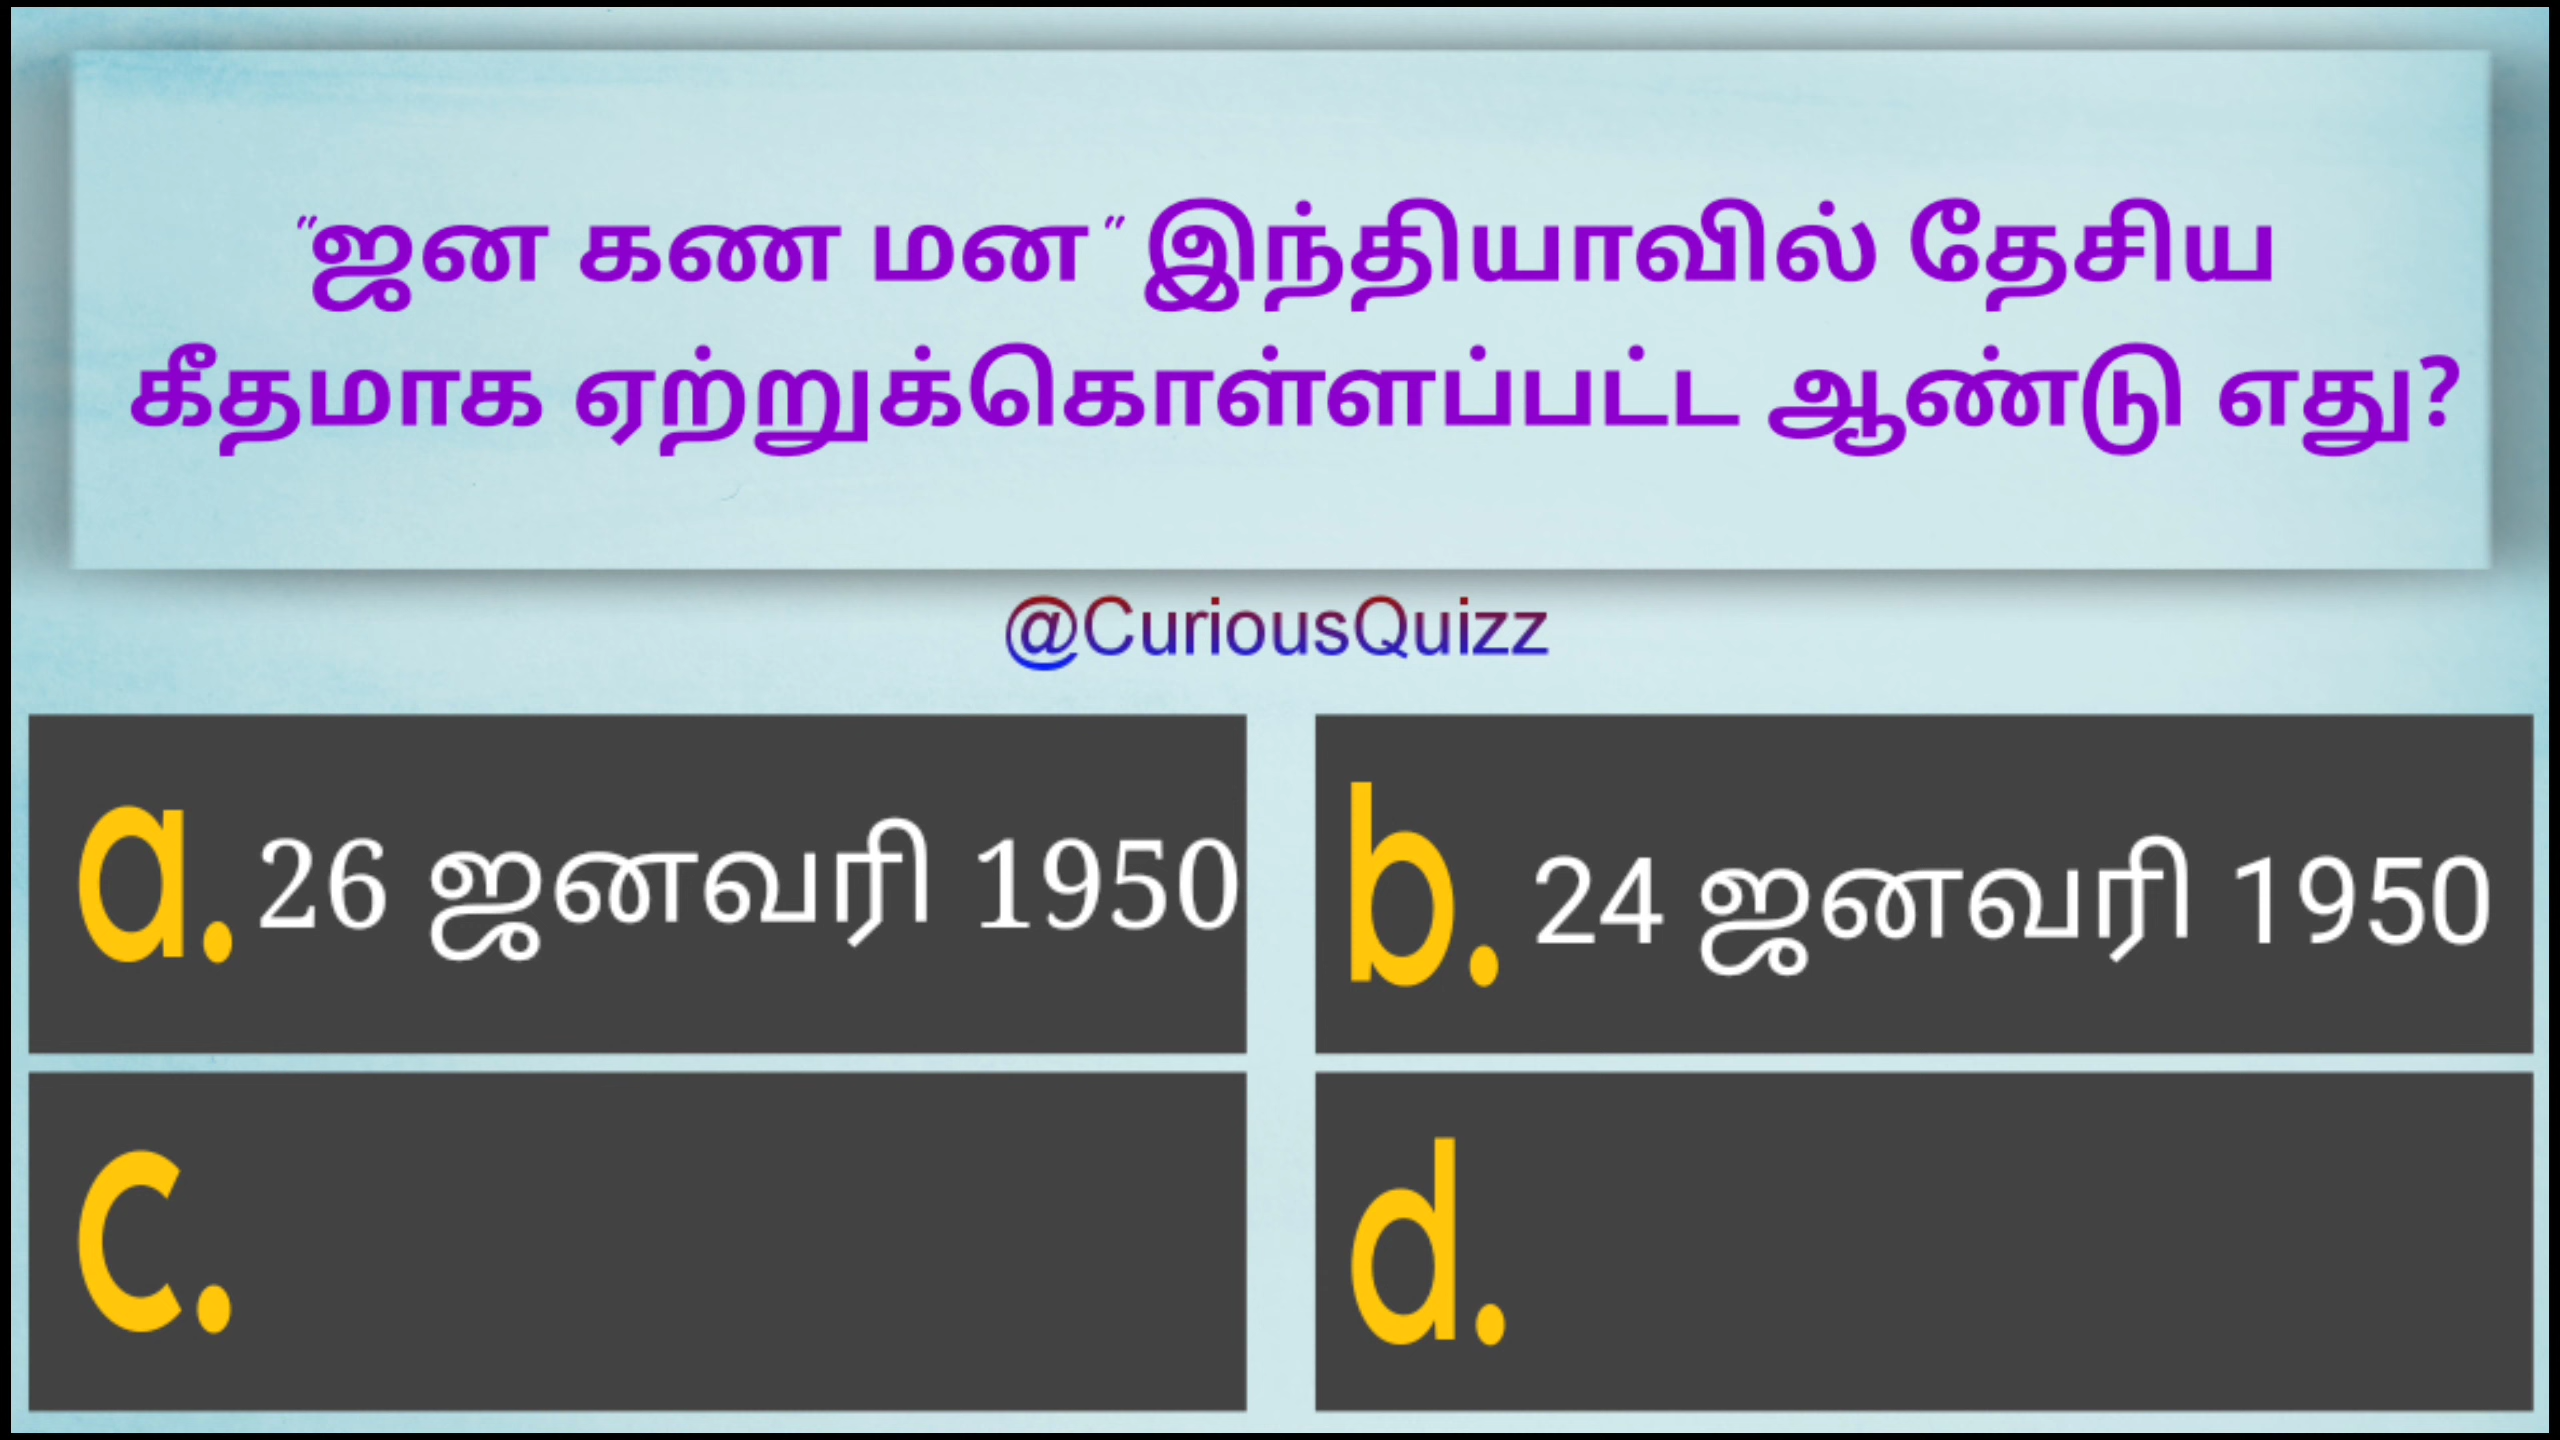 "ஜன கண மன" இந்தியாவில் தேசிய
கீதமாக ஏற்றுக்கொள்ளப்பட்ட ஆண்டு எது?
@CuriousQuizz
a. 26 ஜனவரி 1950
b. 24 ஜனவரி 1950
c.
d.